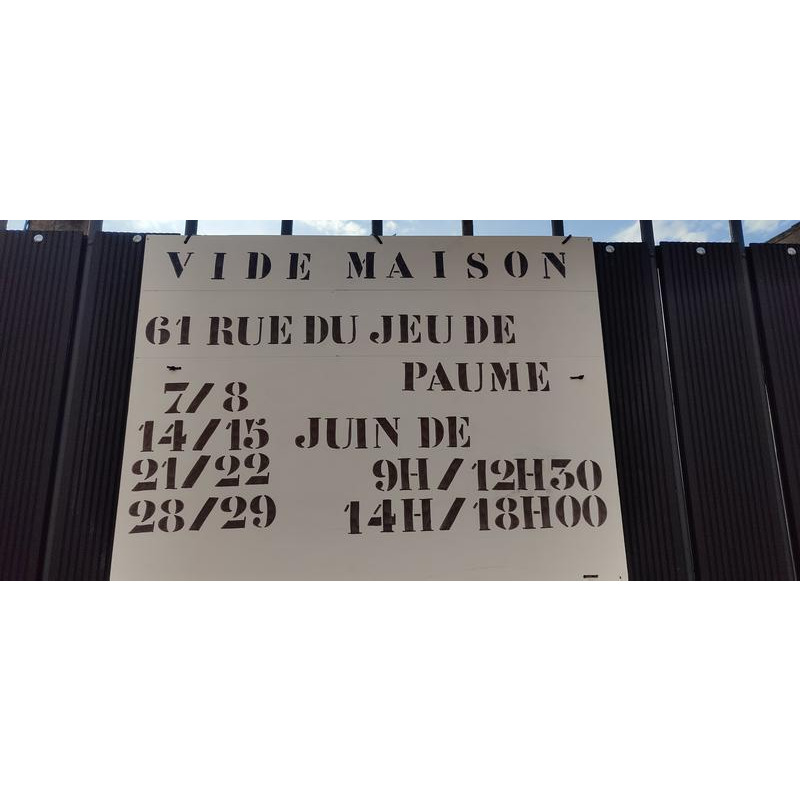 VIDE MAISON
61 RUE DU JEU DE
PAUME
7/8
14/15 JUIN DE
21/22 9H/12H30
28/29 14H/18H00